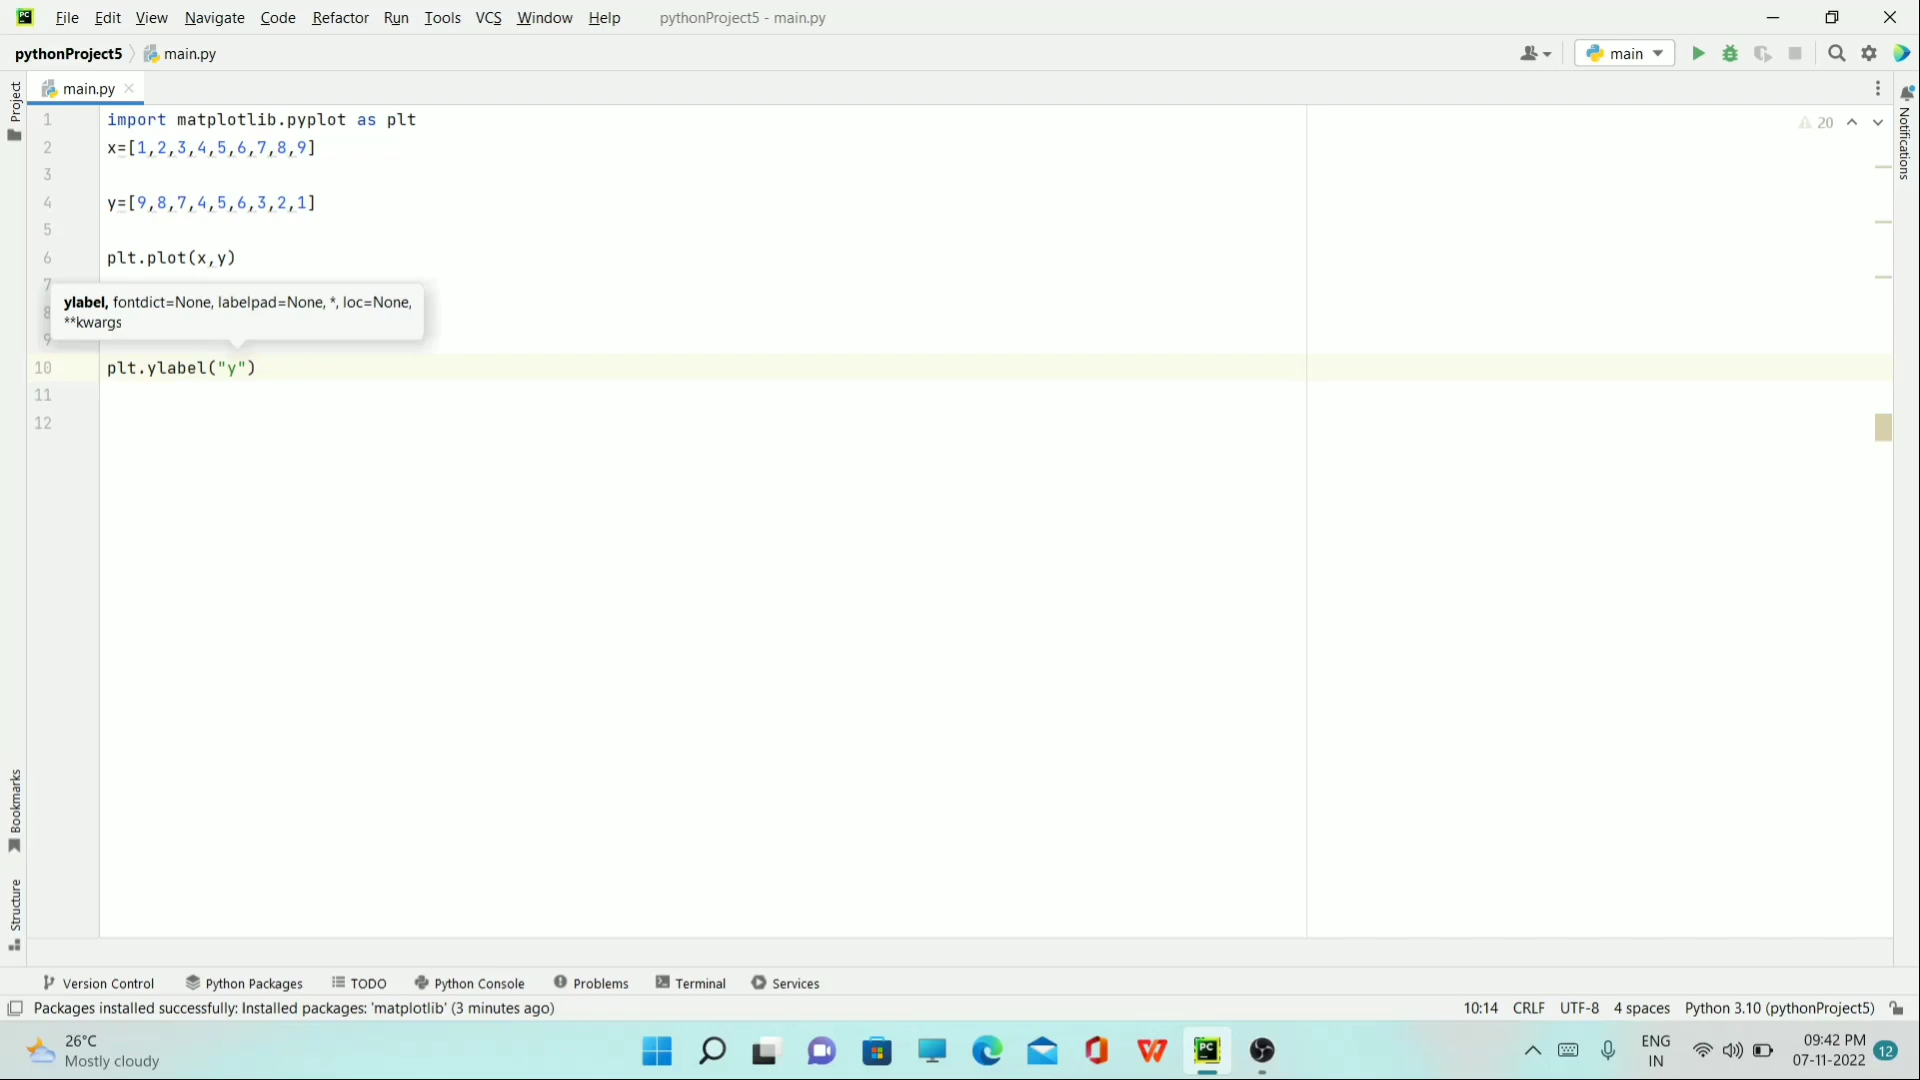 File Edit View Navigate Code Refactor Run Tools VCS Window Help pythonProject5 - main.py
pythonProject5 main.py main
Project
main.py
Notifications
20
1 import matplotlib.pyplot as plt
2 x=[1,2,3,4,5,6,7,8,9]
3
4 y=[9,8,7,4,5,6,3,2,1]
5
6 plt.plot(x,y)
7
ylabel, fontdict=None, labelpad=None, *, loc=None,
8
**kwargs
9
10 plt.ylabel("y")
11
12
Bookmarks
Structure
Version Control Python Packages TODO Python Console Problems Terminal Services
Packages installed successfully: Installed packages: 'matplotlib' (3 minutes ago) 10:14 CRLF UTF-8 4 spaces Python 3.10 (pythonProject5)
26°C
Mostly cloudy
PC
ENG
IN
09:42 PM
07-11-2022
12